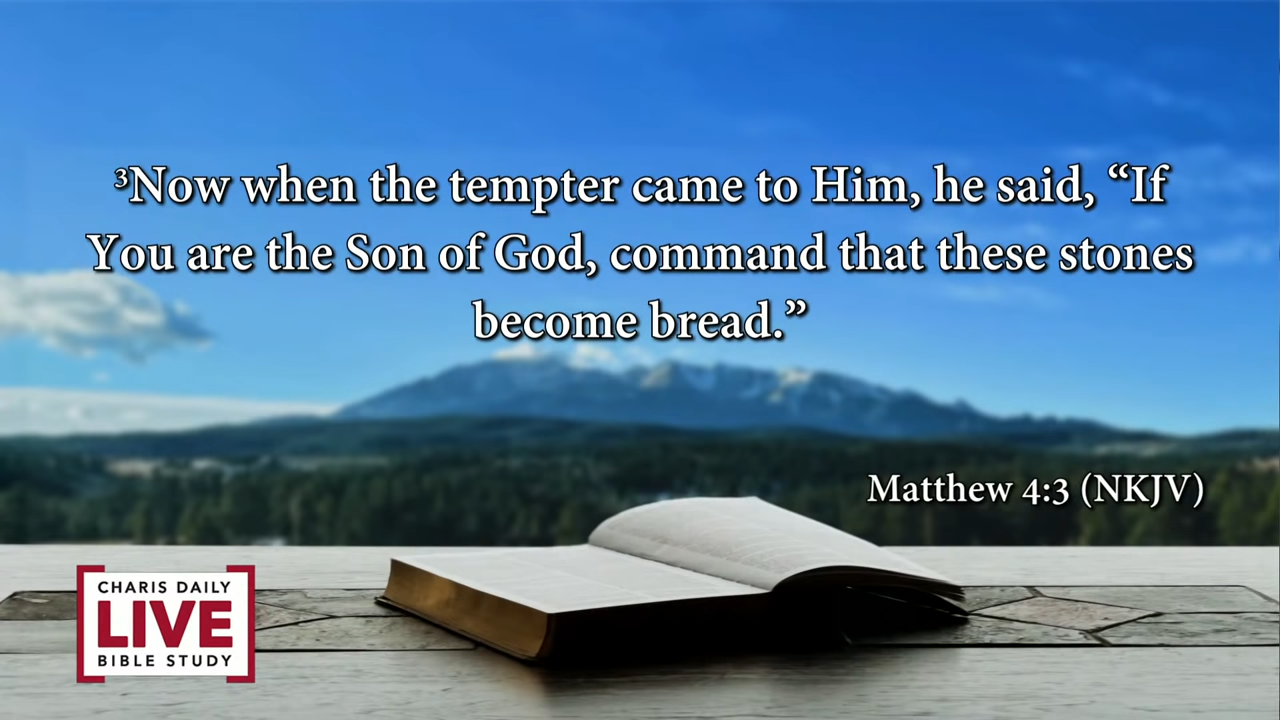 ³Now when the tempter came to Him, he said, “If
You are the Son of God, command that these stones
become bread.”
Matthew 4:3 (NKJV)
CHARIS DAILY
LIVE
BIBLE STUDY